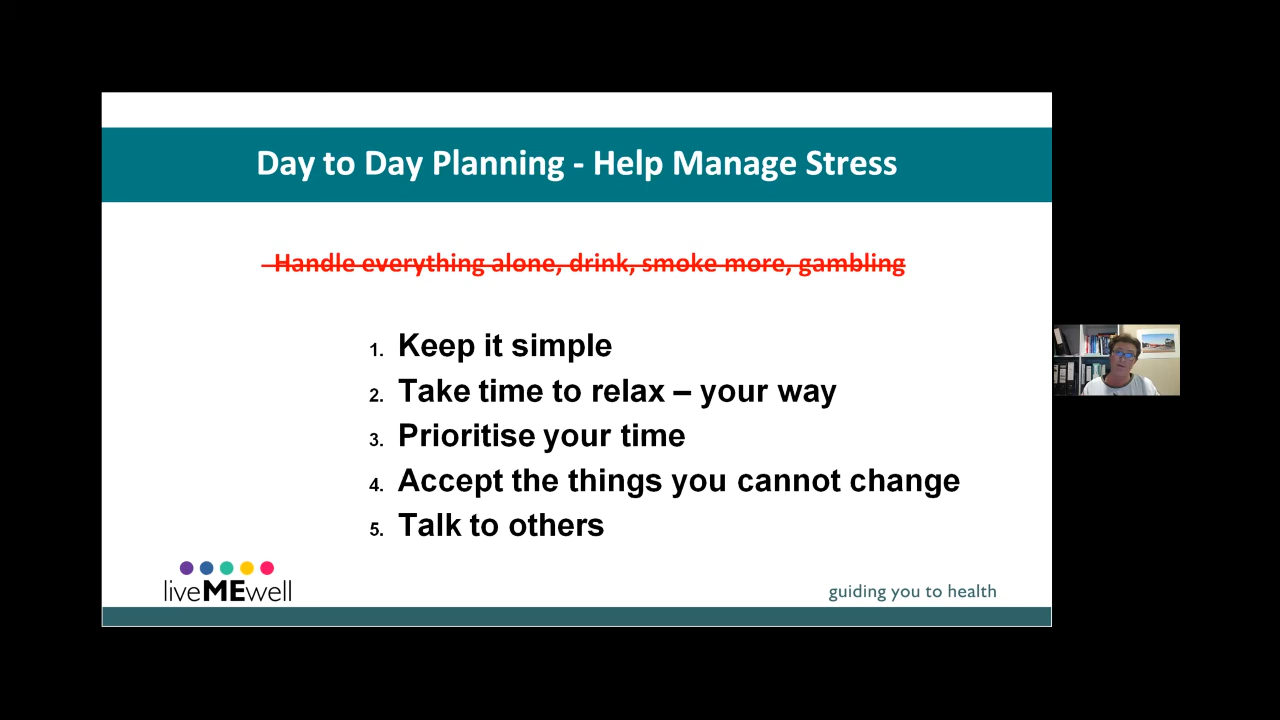 Day to Day Planning - Help Manage Stress
Handle everything alone, drink, smoke more, gambling
1. Keep it simple
2. Take time to relax – your way
3. Prioritise your time
4. Accept the things you cannot change
5. Talk to others
liveMEwell
guiding you to health